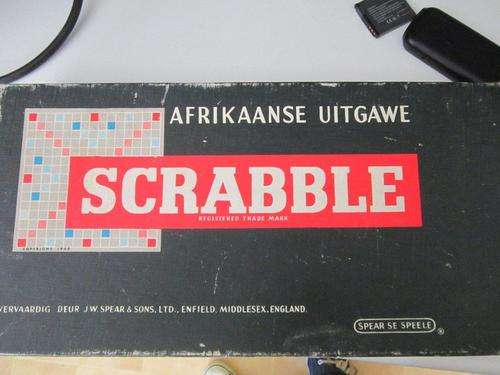 AFRIKAANSE UITGAWE
SCRABBLE
REGISTERED TRADE MARK
VERVAARDIG DEUR J.W. SPEAR & SONS, LTD., ENFIELD, MIDDLESEX, ENGLAND.
SPEAR SE SPEELE ®